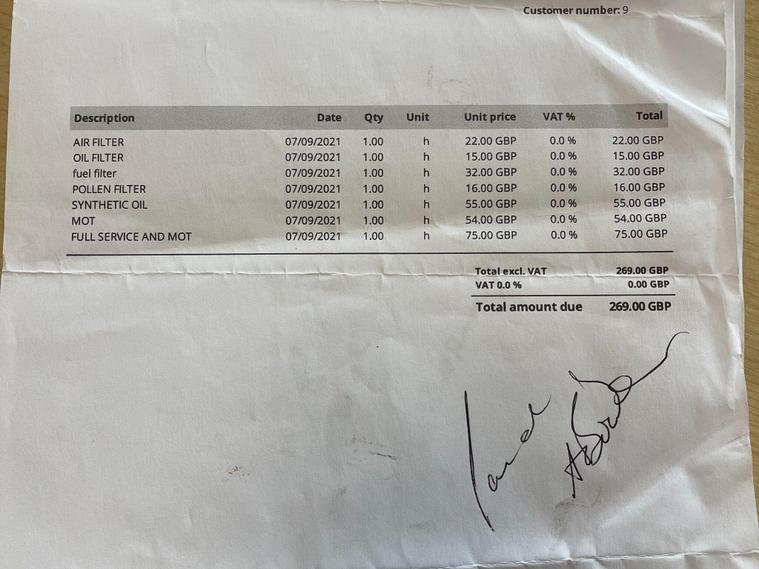 Customer number: 9
Description Date Qty Unit Unit price VAT % Total
AIR FILTER 07/09/2021 1.00 h 22.00 GBP 0.0 % 22.00 GBP
OIL FILTER 07/09/2021 1.00 h 15.00 GBP 0.0 % 15.00 GBP
fuel filter 07/09/2021 1.00 h 32.00 GBP 0.0 % 32.00 GBP
POLLEN FILTER 07/09/2021 1.00 h 16.00 GBP 0.0 % 16.00 GBP
SYNTHETIC OIL 07/09/2021 1.00 h 55.00 GBP 0.0 % 55.00 GBP
MOT 07/09/2021 1.00 h 54.00 GBP 0.0 % 54.00 GBP
FULL SERVICE AND MOT 07/09/2021 1.00 h 75.00 GBP 0.0 % 75.00 GBP
Total excl. VAT 269.00 GBP
VAT 0.0 % 0.00 GBP
Total amount due 269.00 GBP